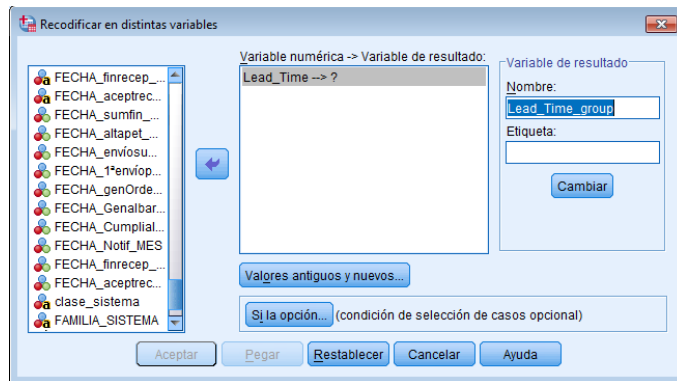 Recodificar en distintas variables
FECHA_finrecep_...
FECHA_aceptrec...
FECHA_sumfin_...
FECHA_altapet_...
FECHA_envíosu...
FECHA_1ªenvíop...
FECHA_genOrde...
FECHA_Genalbar...
FECHA_Cumplial...
FECHA_Notif_MES
FECHA_finrecep_...
FECHA_aceptrec...
clase_sistema
FAMILIA_SISTEMA
Variable numérica -> Variable de resultado:
Lead_Time --> ?
Variable de resultado
Nombre:
Lead_Time_group
Etiqueta:
Cambiar
Valores antiguos y nuevos...
Si la opción... (condición de selección de casos opcional)
Aceptar Pegar Restablecer Cancelar Ayuda